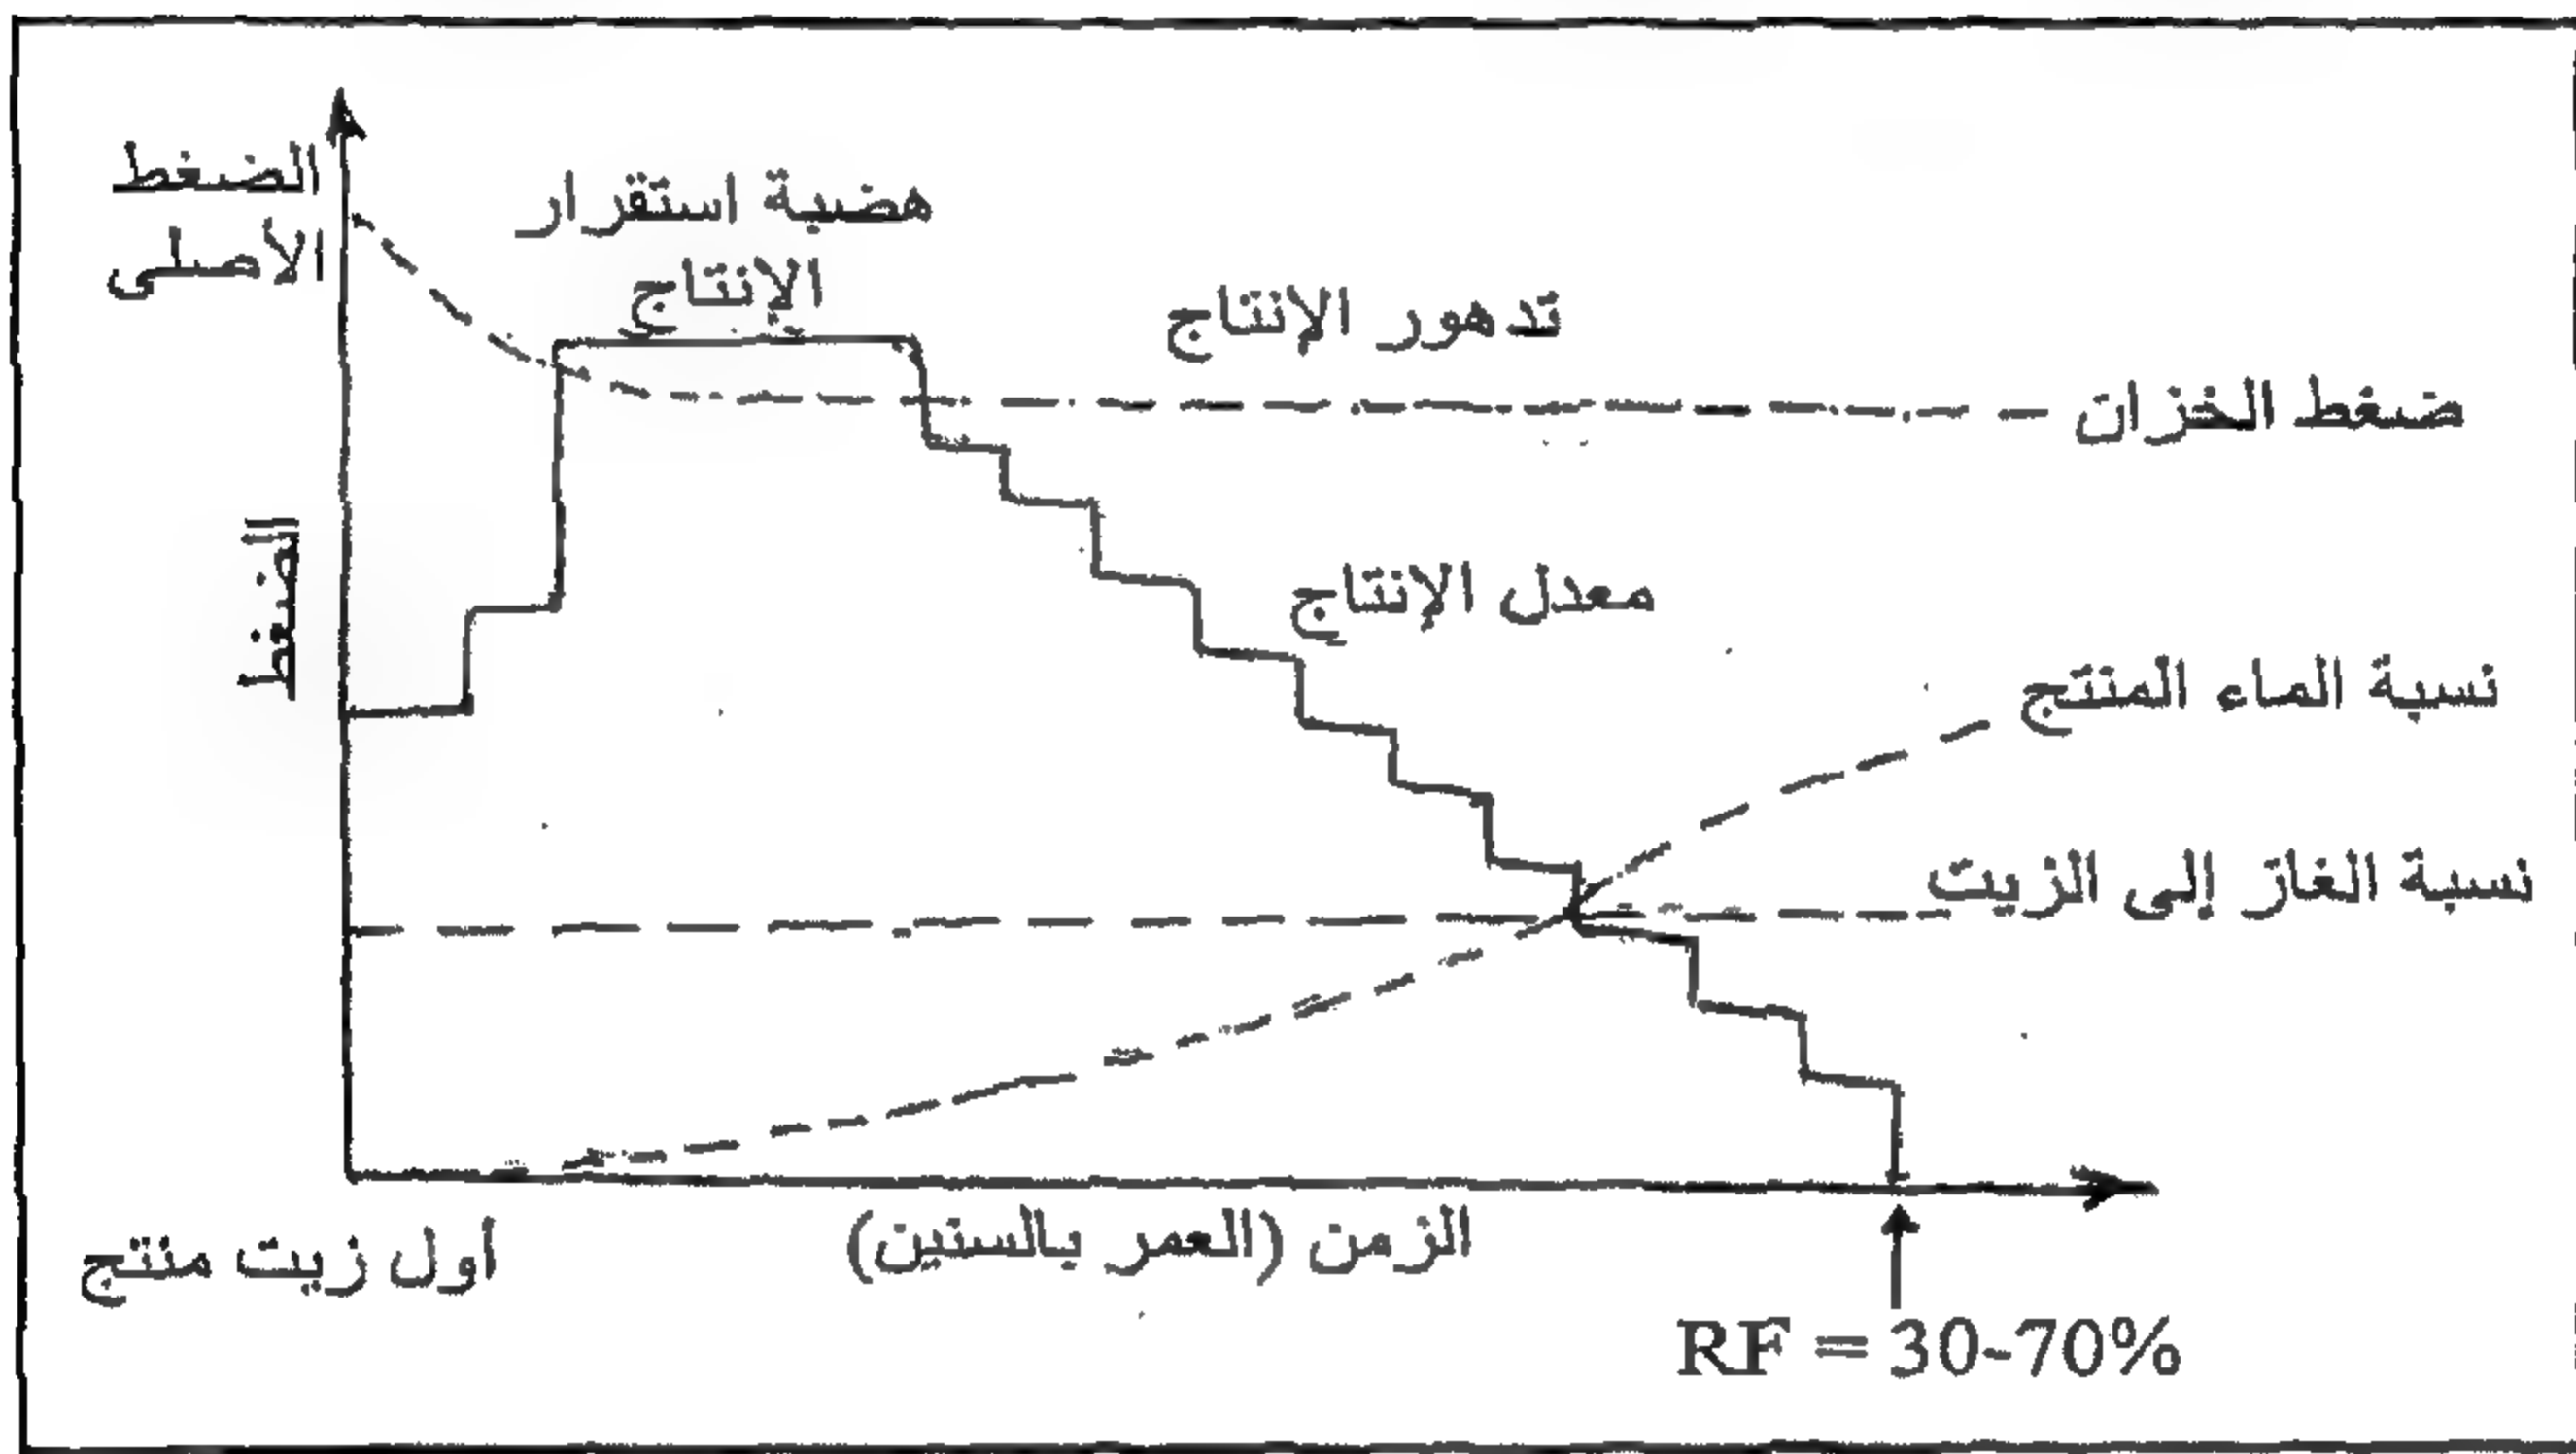 الضغط
الأصلى
هضبة استقرار
الإنتاج
تدهور الإنتاج
ضغط الخزان
الضغط
معدل الإنتاج
نسبة الماء المنتج
نسبة الغاز إلى الزيت
أول زيت منتج
الزمن (العمر بالسنين)
RF = 30-70%